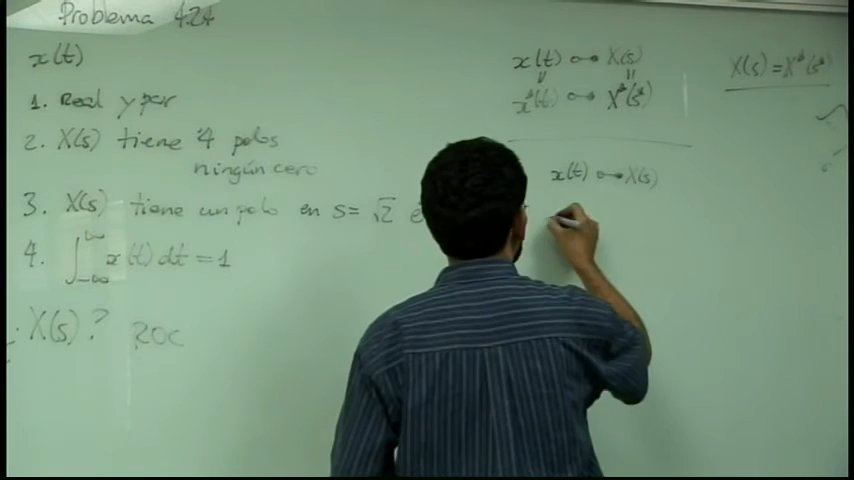 Problema 4.24
x(t)
1. Real y par
2. X(s) tiene 4 polos
ningún cero
3. X(s) tiene un polo en s= √2 e
4. ∫_{-∞}^{∞} x(t) dt = 1
¿X(s)? ROC
x(t) o–• X(s)
x*(t) o–• X*(s*)
X(s) = X*(s*)
x(t) o–• X(s)